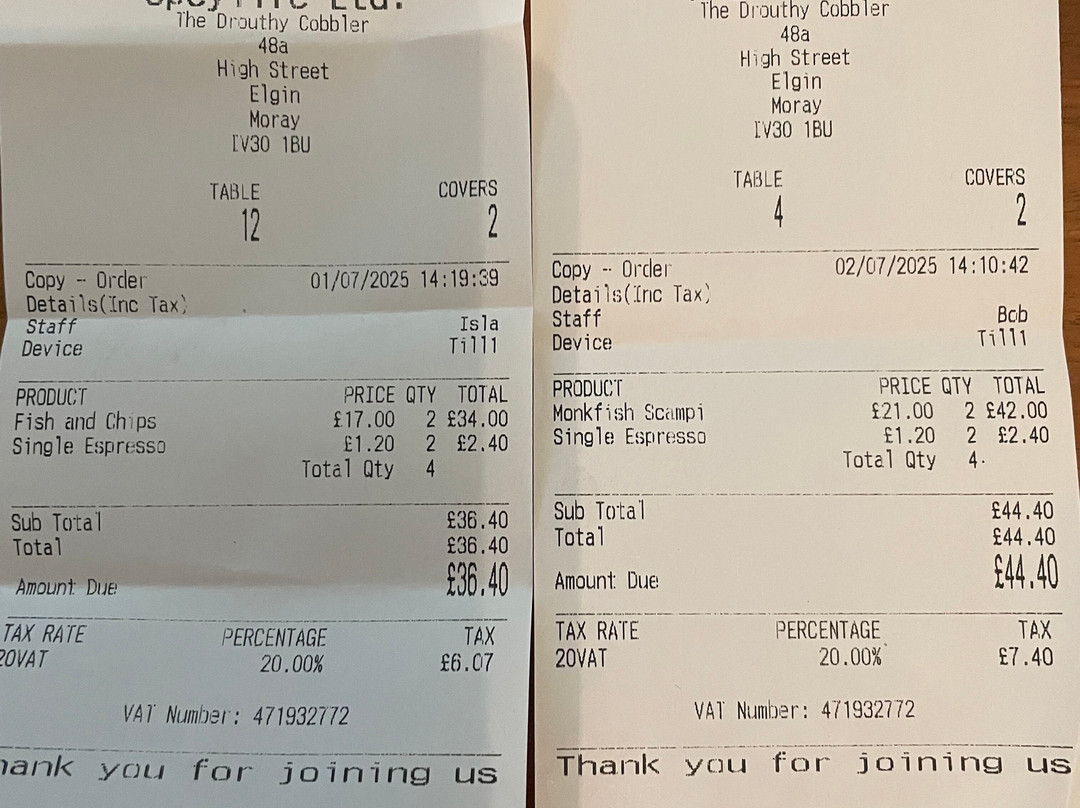 Ltd.
The Drouthy Cobbler
48a
High Street
Elgin
Moray
IV30 1BU
TABLE COVERS
12 2
Copy - Order 01/07/2025 14:19:39
Details(Inc Tax)
Staff Isla
Device Till1
PRODUCT PRICE QTY TOTAL
Fish and Chips £17.00 2 £34.00
Single Espresso £1.20 2 £2.40
Total Qty 4
Sub Total £36.40
Total £36.40
Amount Due £36.40
TAX RATE PERCENTAGE TAX
20VAT 20.00% £6.07
VAT Number: 471932772
hank you for joining us
The Drouthy Cobbler
48a
High Street
Elgin
Moray
IV30 1BU
TABLE COVERS
4 2
Copy - Order 02/07/2025 14:10:42
Details(Inc Tax)
Staff Bob
Device Till1
PRODUCT PRICE QTY TOTAL
Monkfish Scampi £21.00 2 £42.00
Single Espresso £1.20 2 £2.40
Total Qty 4
Sub Total £44.40
Total £44.40
Amount Due £44.40
TAX RATE PERCENTAGE TAX
20VAT 20.00% £7.40
VAT Number: 471932772
Thank you for joining us